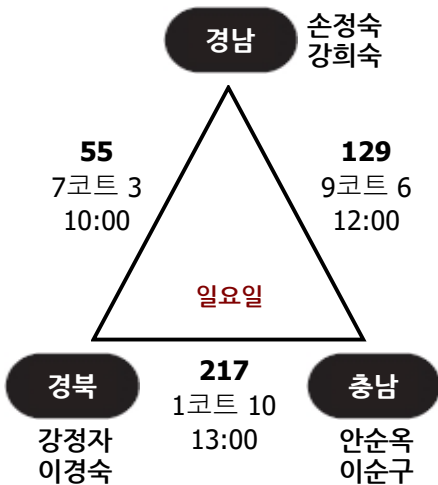 경남
손정숙
강희숙
55
7코트 3
10:00
129
9코트 6
12:00
일요일
경북
강정자
이경숙
217
1코트 10
13:00
충남
안순옥
이순구